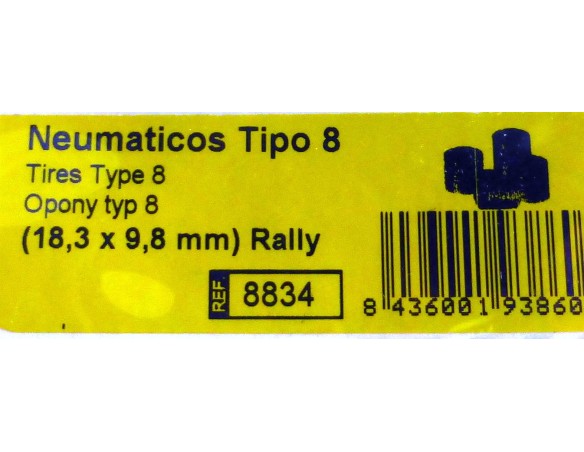 Neumaticos Tipo 8
Tires Type 8
Opony typ 8
(18,3 x 9,8 mm) Rally
REF 8834
8 436001 93860